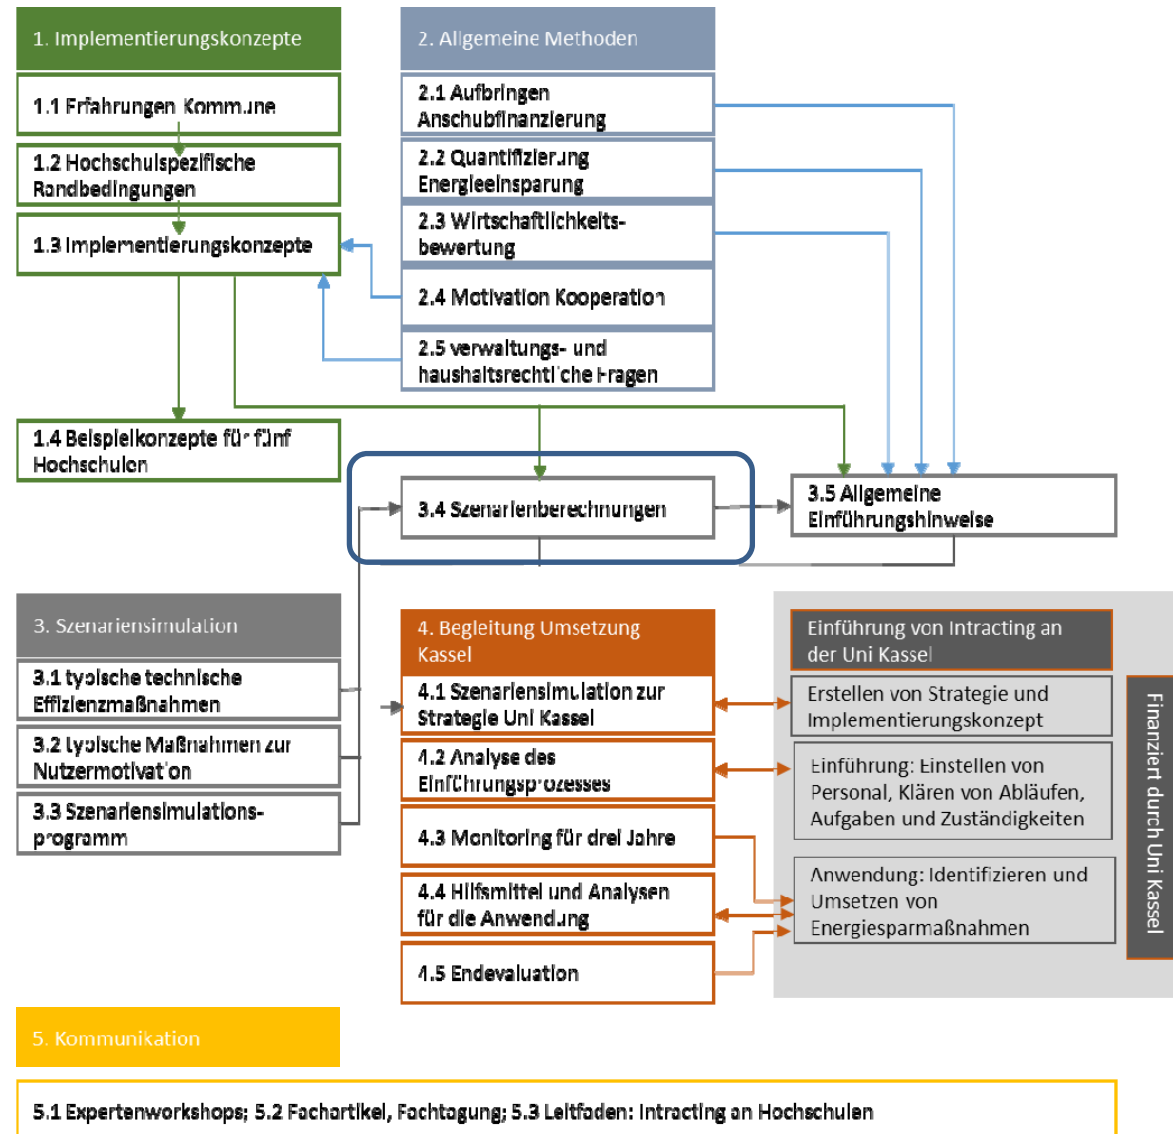 1. Implementierungskonzepte
1.1 Erfahrungen Kommune
1.2 Hochschulspezifische
Randbedingungen
1.3 Implementierungskonzepte
1.4 Beispielkonzepte für fünf
Hochschulen
2. Allgemeine Methoden
2.1 Aufbringen
Anschubfinanzierung
2.2 Quantifizierung
Energieeinsparung
2.3 Wirtschaftlichkeits-
bewertung
2.4 Motivation Kooperation
2.5 verwaltungs- und
haushaltsrechtliche Fragen
3.4 Szenarienberechnungen
3.5 Allgemeine
Einführungshinweise
3. Szenariensimulation
3.1 typische technische
Effizienzmaßnahmen
3.2 typische Maßnahmen zur
Nutzermotivation
3.3 Szenariensimulations-
programm
4. Begleitung Umsetzung
Kassel
4.1 Szenariensimulation zur
Strategie Uni Kassel
4.2 Analyse des
Einführungsprozesses
4.3 Monitoring für drei Jahre
4.4 Hilfsmittel und Analysen
für die Anwendung
4.5 Endevaluation
Einführung von Intracting an
der Uni Kassel
Erstellen von Strategie und
Implementierungskonzept
Einführung: Einstellen von
Personal, Klären von Abläufen,
Aufgaben und Zuständigkeiten
Anwendung: Identifizieren und
Umsetzen von
Energiesparmaßnahmen
Finanziert durch Uni Kassel
5. Kommunikation
5.1 Expertenworkshops; 5.2 Fachartikel, Fachtagung; 5.3 Leitfaden: Intracting an Hochschulen